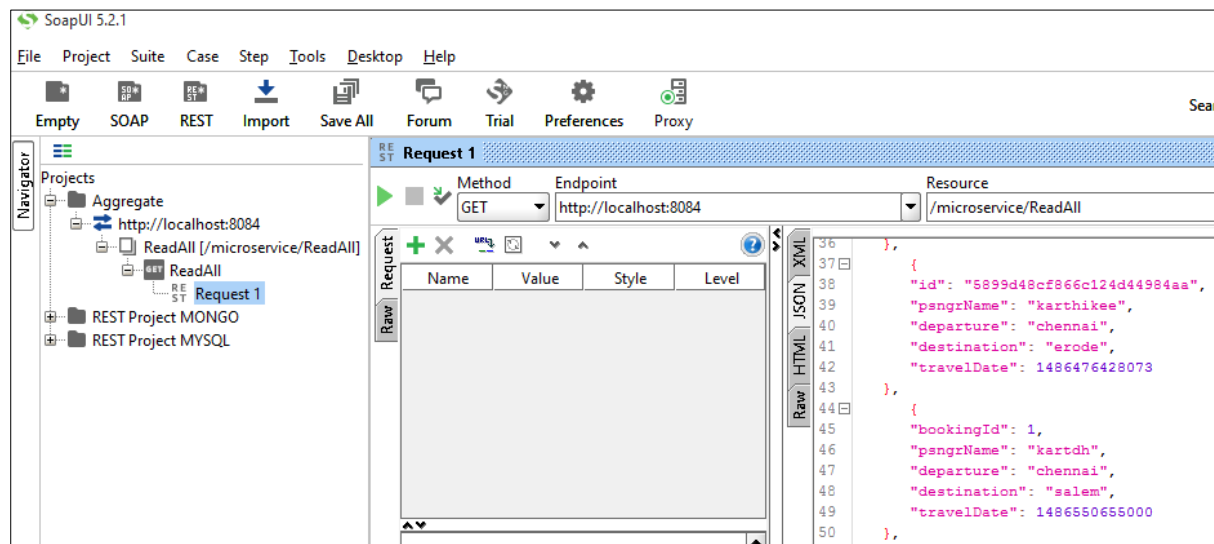 SoapUI 5.2.1
File Project Suite Case Step Tools Desktop Help
Empty SOAP REST Import Save All Forum Trial Preferences Proxy
Sear
Navigator
Projects
Aggregate
http://localhost:8084
ReadAll [/microservice/ReadAll]
GET ReadAll
REST Request 1
REST Project MONGO
REST Project MYSQL
REST Request 1
Method Endpoint Resource
GET http://localhost:8084 /microservice/ReadAll
Request
Raw
Name Value Style Level
XML
JSON
HTML
Raw
36 },
37 {
38 "id": "5899d48cf866c124d44984aa",
39 "psngrName": "karthikee",
40 "departure": "chennai",
41 "destination": "erode",
42 "travelDate": 1486476428073
43 },
44 {
45 "bookingId": 1,
46 "psngrName": "kartdh",
47 "departure": "chennai",
48 "destination": "salem",
49 "travelDate": 1486550655000
50 },